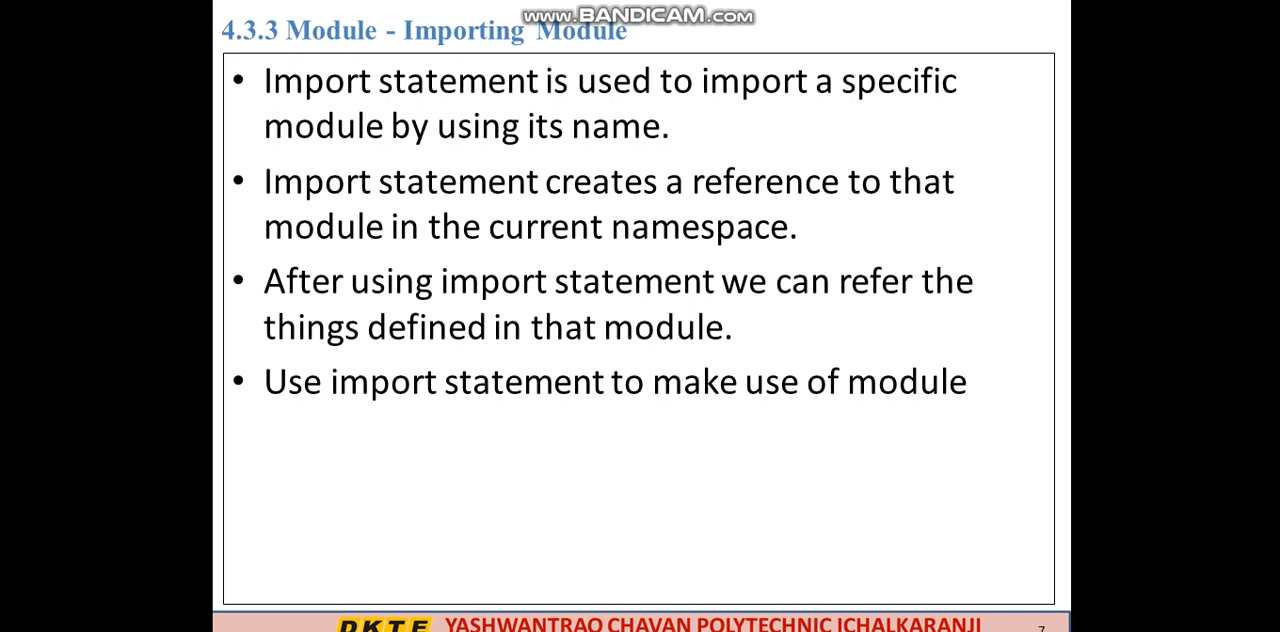 www.BANDICAM.com
4.3.3 Module - Importing Module
• Import statement is used to import a specific
module by using its name.
• Import statement creates a reference to that
module in the current namespace.
• After using import statement we can refer the
things defined in that module.
• Use import statement to make use of module
DKTE YASHWANTRAO CHAVAN POLYTECHNIC ICHALKARANJI 7